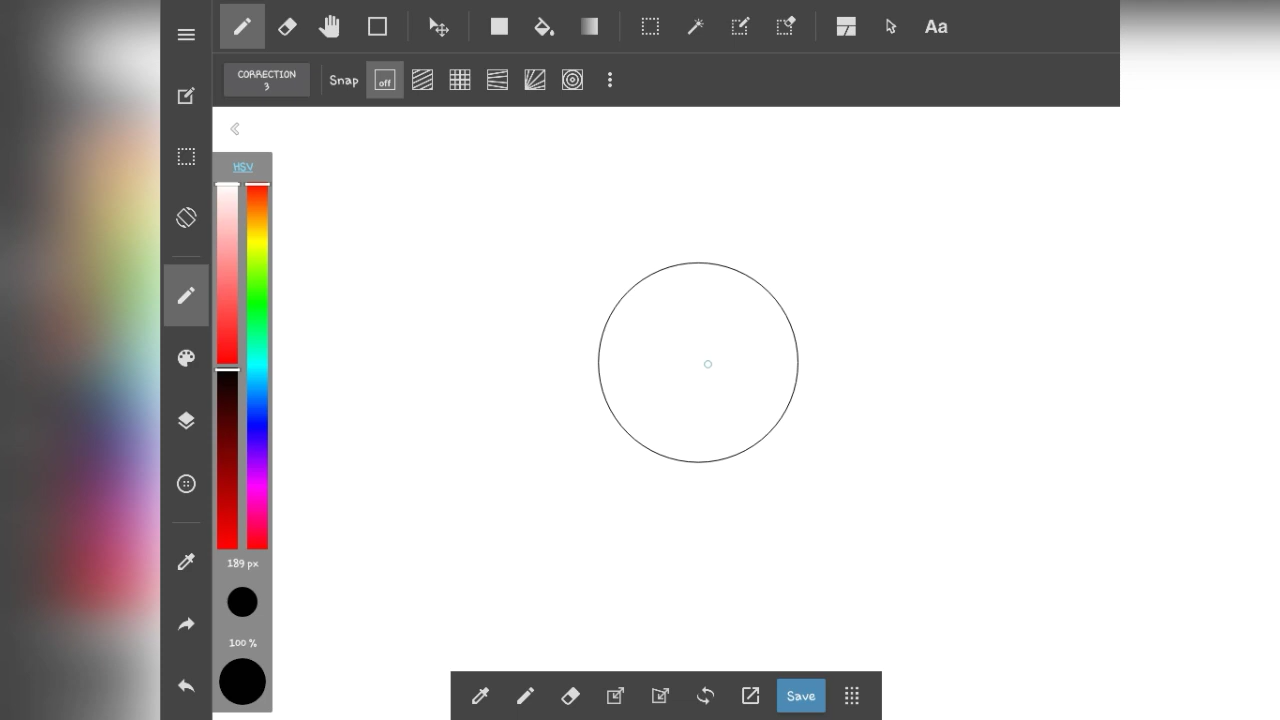 Aa
CORRECTION
3
Snap
off
HSV
189 px
100 %
Save